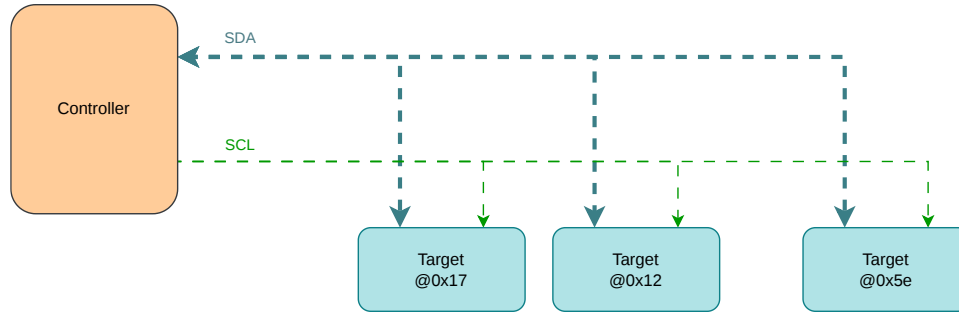 SDA
Controller
SCL
Target
@0x17
Target
@0x12
Target
@0x5e